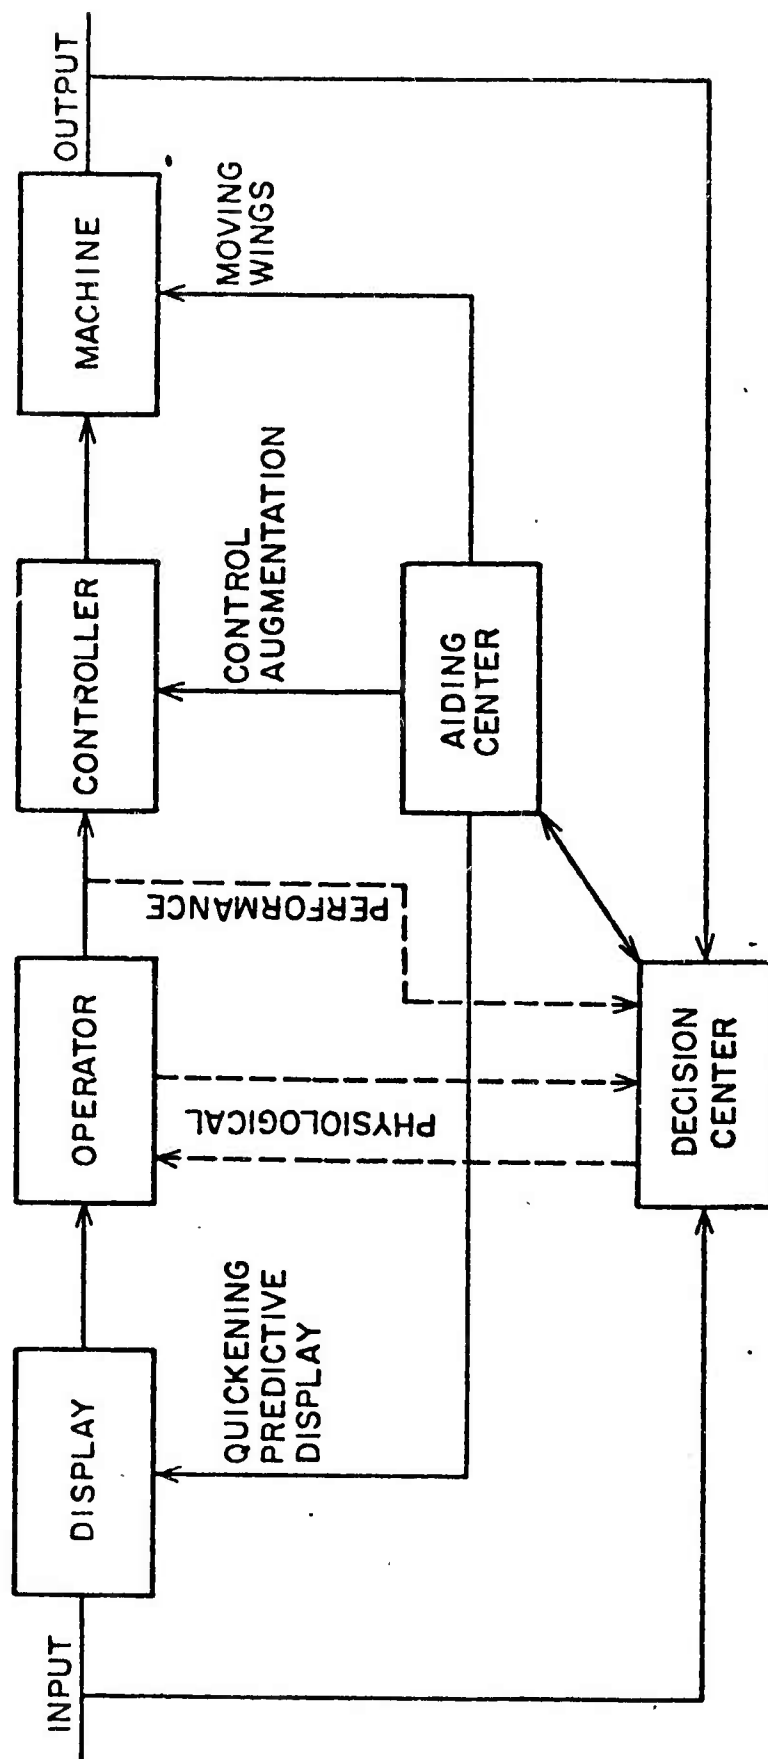 INPUT
DISPLAY
OPERATOR
CONTROLLER
MACHINE
OUTPUT
QUICKENING
PREDICTIVE
DISPLAY
PHYSIOLOGICAL
PERFORMANCE
CONTROL
AUGMENTATION
MOVING
WINGS
AIDING
CENTER
DECISION
CENTER